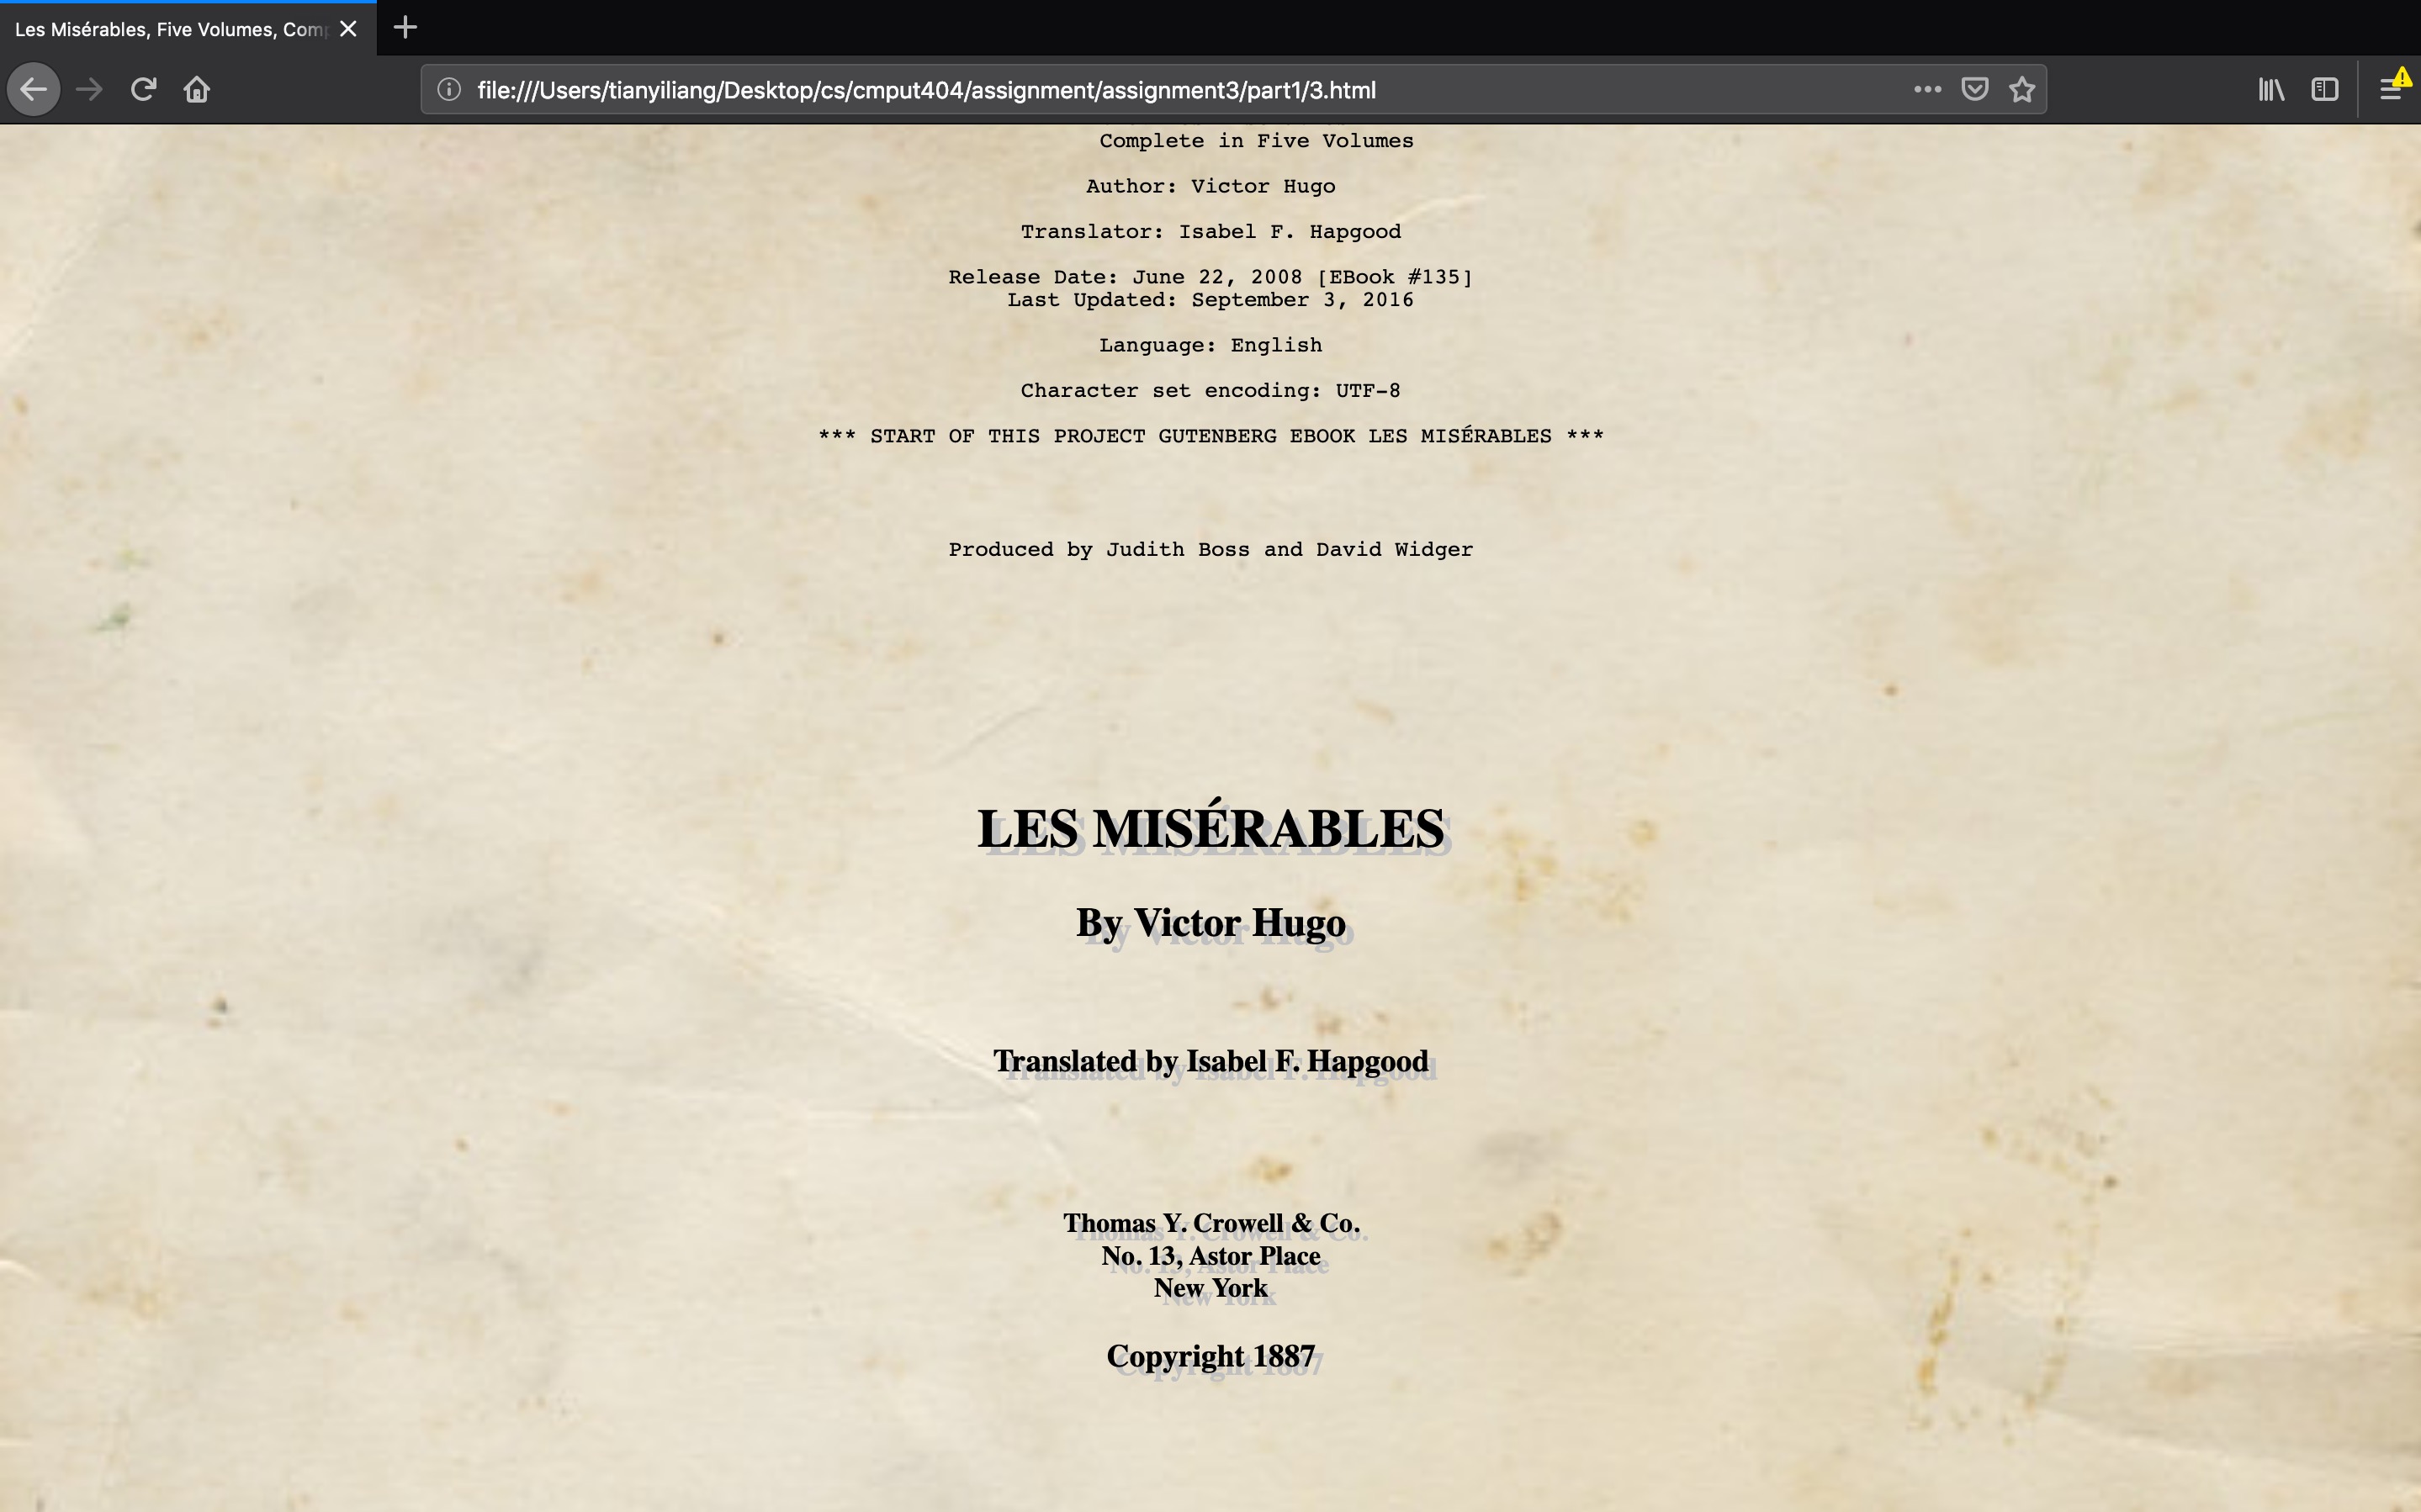 Les Misérables, Five Volumes, Com
file:///Users/tianyiliang/Desktop/cs/cmput404/assignment/assignment3/part1/3.html
Complete in Five Volumes
Author: Victor Hugo
Translator: Isabel F. Hapgood
Release Date: June 22, 2008 [EBook #135]
Last Updated: September 3, 2016
Language: English
Character set encoding: UTF-8
*** START OF THIS PROJECT GUTENBERG EBOOK LES MISÉRABLES ***
Produced by Judith Boss and David Widger
LES MISÉRABLES
By Victor Hugo
Translated by Isabel F. Hapgood
Thomas Y. Crowell & Co.
No. 13, Astor Place
New York
Copyright 1887